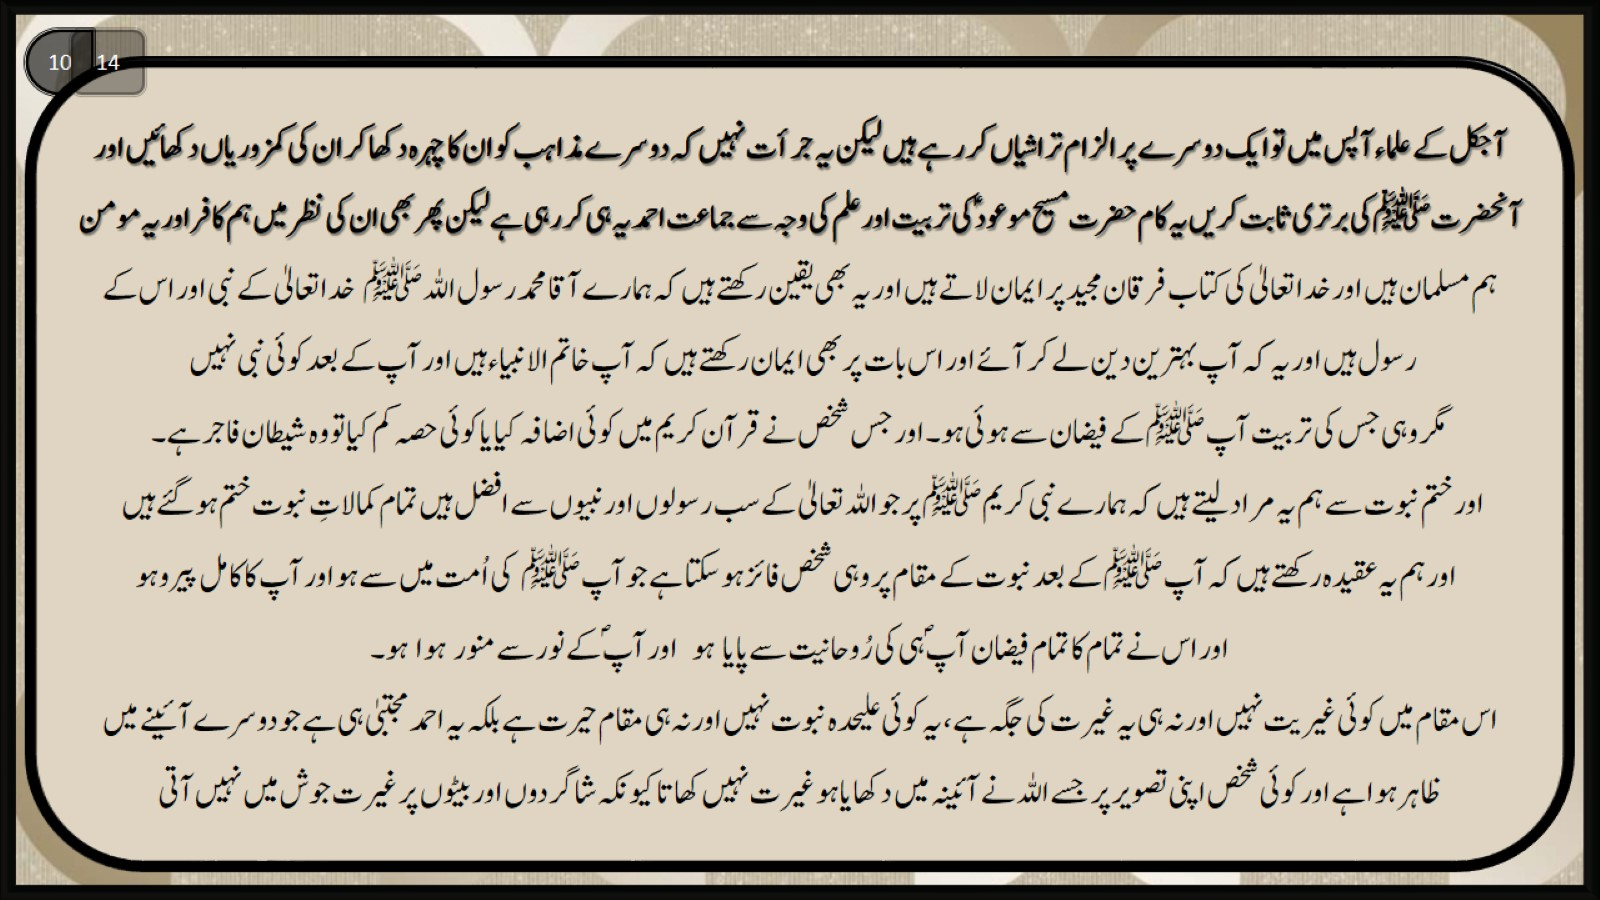 10 14
آجکل کے علماء آپس میں تو ایک دوسرے پر الزام تراشیاں کر رہے ہیں لیکن یہ جرأت نہیں کہ دوسرے مذاہب کو ان کا چہرہ دکھا کر ان کی کمزوریاں دکھائیں اور
آنحضرت ﷺ کی برتری ثابت کریں یہ کام حضرت مسیح موعودؑ کی تربیت اور علم کی وجہ سے جماعت احمدیہ ہی کر رہی ہے لیکن پھر بھی ان کی نظر میں ہم کافر اور یہ مومن
ہم مسلمان ہیں اور خدا تعالیٰ کی کتاب فرقان مجید پر ایمان لاتے ہیں اور یہ بھی یقین رکھتے ہیں کہ ہمارے آقا محمد رسول اللہ ﷺ خدا تعالیٰ کے نبی اور اس کے
رسول ہیں اور یہ کہ آپ بہترین دین لے کر آئے اور اس بات پر بھی ایمان رکھتے ہیں کہ آپ خاتم الانبیاء ہیں اور آپ کے بعد کوئی نبی نہیں
مگر وہی جس کی تربیت آپ ﷺ کے فیضان سے ہوئی ہو۔ اور جس شخص نے قرآن کریم میں کوئی اضافہ کیا یا کوئی حصہ کم کیا تو وہ شیطان فاجر ہے۔
اور ختم نبوت سے ہم یہ مراد لیتے ہیں کہ ہمارے نبی کریم ﷺ پر جو اللہ تعالیٰ کے سب رسولوں اور نبیوں سے افضل ہیں تمام کمالاتِ نبوت ختم ہو گئے ہیں
اور ہم یہ عقیدہ رکھتے ہیں کہ آپ ﷺ کے بعد نبوت کے مقام پر وہی شخص فائز ہو سکتا ہے جو آپ ﷺ کی اُمت میں سے ہو اور آپ کا کامل پیرو ہو
اور اس نے تمام کا تمام فیضان آپؐ ہی کی رُوحانیت سے پایا ہو اور آپؐ کے نور سے منور ہوا ہو۔
اس مقام میں کوئی غیریت نہیں اور نہ ہی یہ غیرت کی جگہ ہے، یہ کوئی علیحدہ نبوت نہیں اور نہ ہی مقام حیرت ہے بلکہ یہ احمد مجتبیٰ ہی ہے جو دوسرے آئینے میں
ظاہر ہوا ہے اور کوئی شخص اپنی تصویر پر جسے اللہ نے آئینہ میں دکھایا ہو غیرت نہیں کھاتا کیونکہ شاگردوں اور بیٹوں پر غیرت جوش میں نہیں آتی